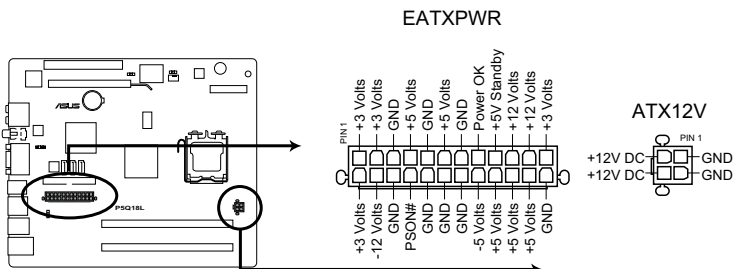 EATXPWR
/SUS
P5Q18L
PIN 1
+3 Volts
+3 Volts
GND
+5 Volts
GND
+5 Volts
GND
Power OK
+5V Standby
+12 Volts
+12 Volts
+3 Volts
+3 Volts
-12 Volts
GND
PSON#
GND
GND
GND
-5 Volts
+5 Volts
+5 Volts
+5 Volts
GND
ATX12V
PIN 1
+12V DC
GND
+12V DC
GND